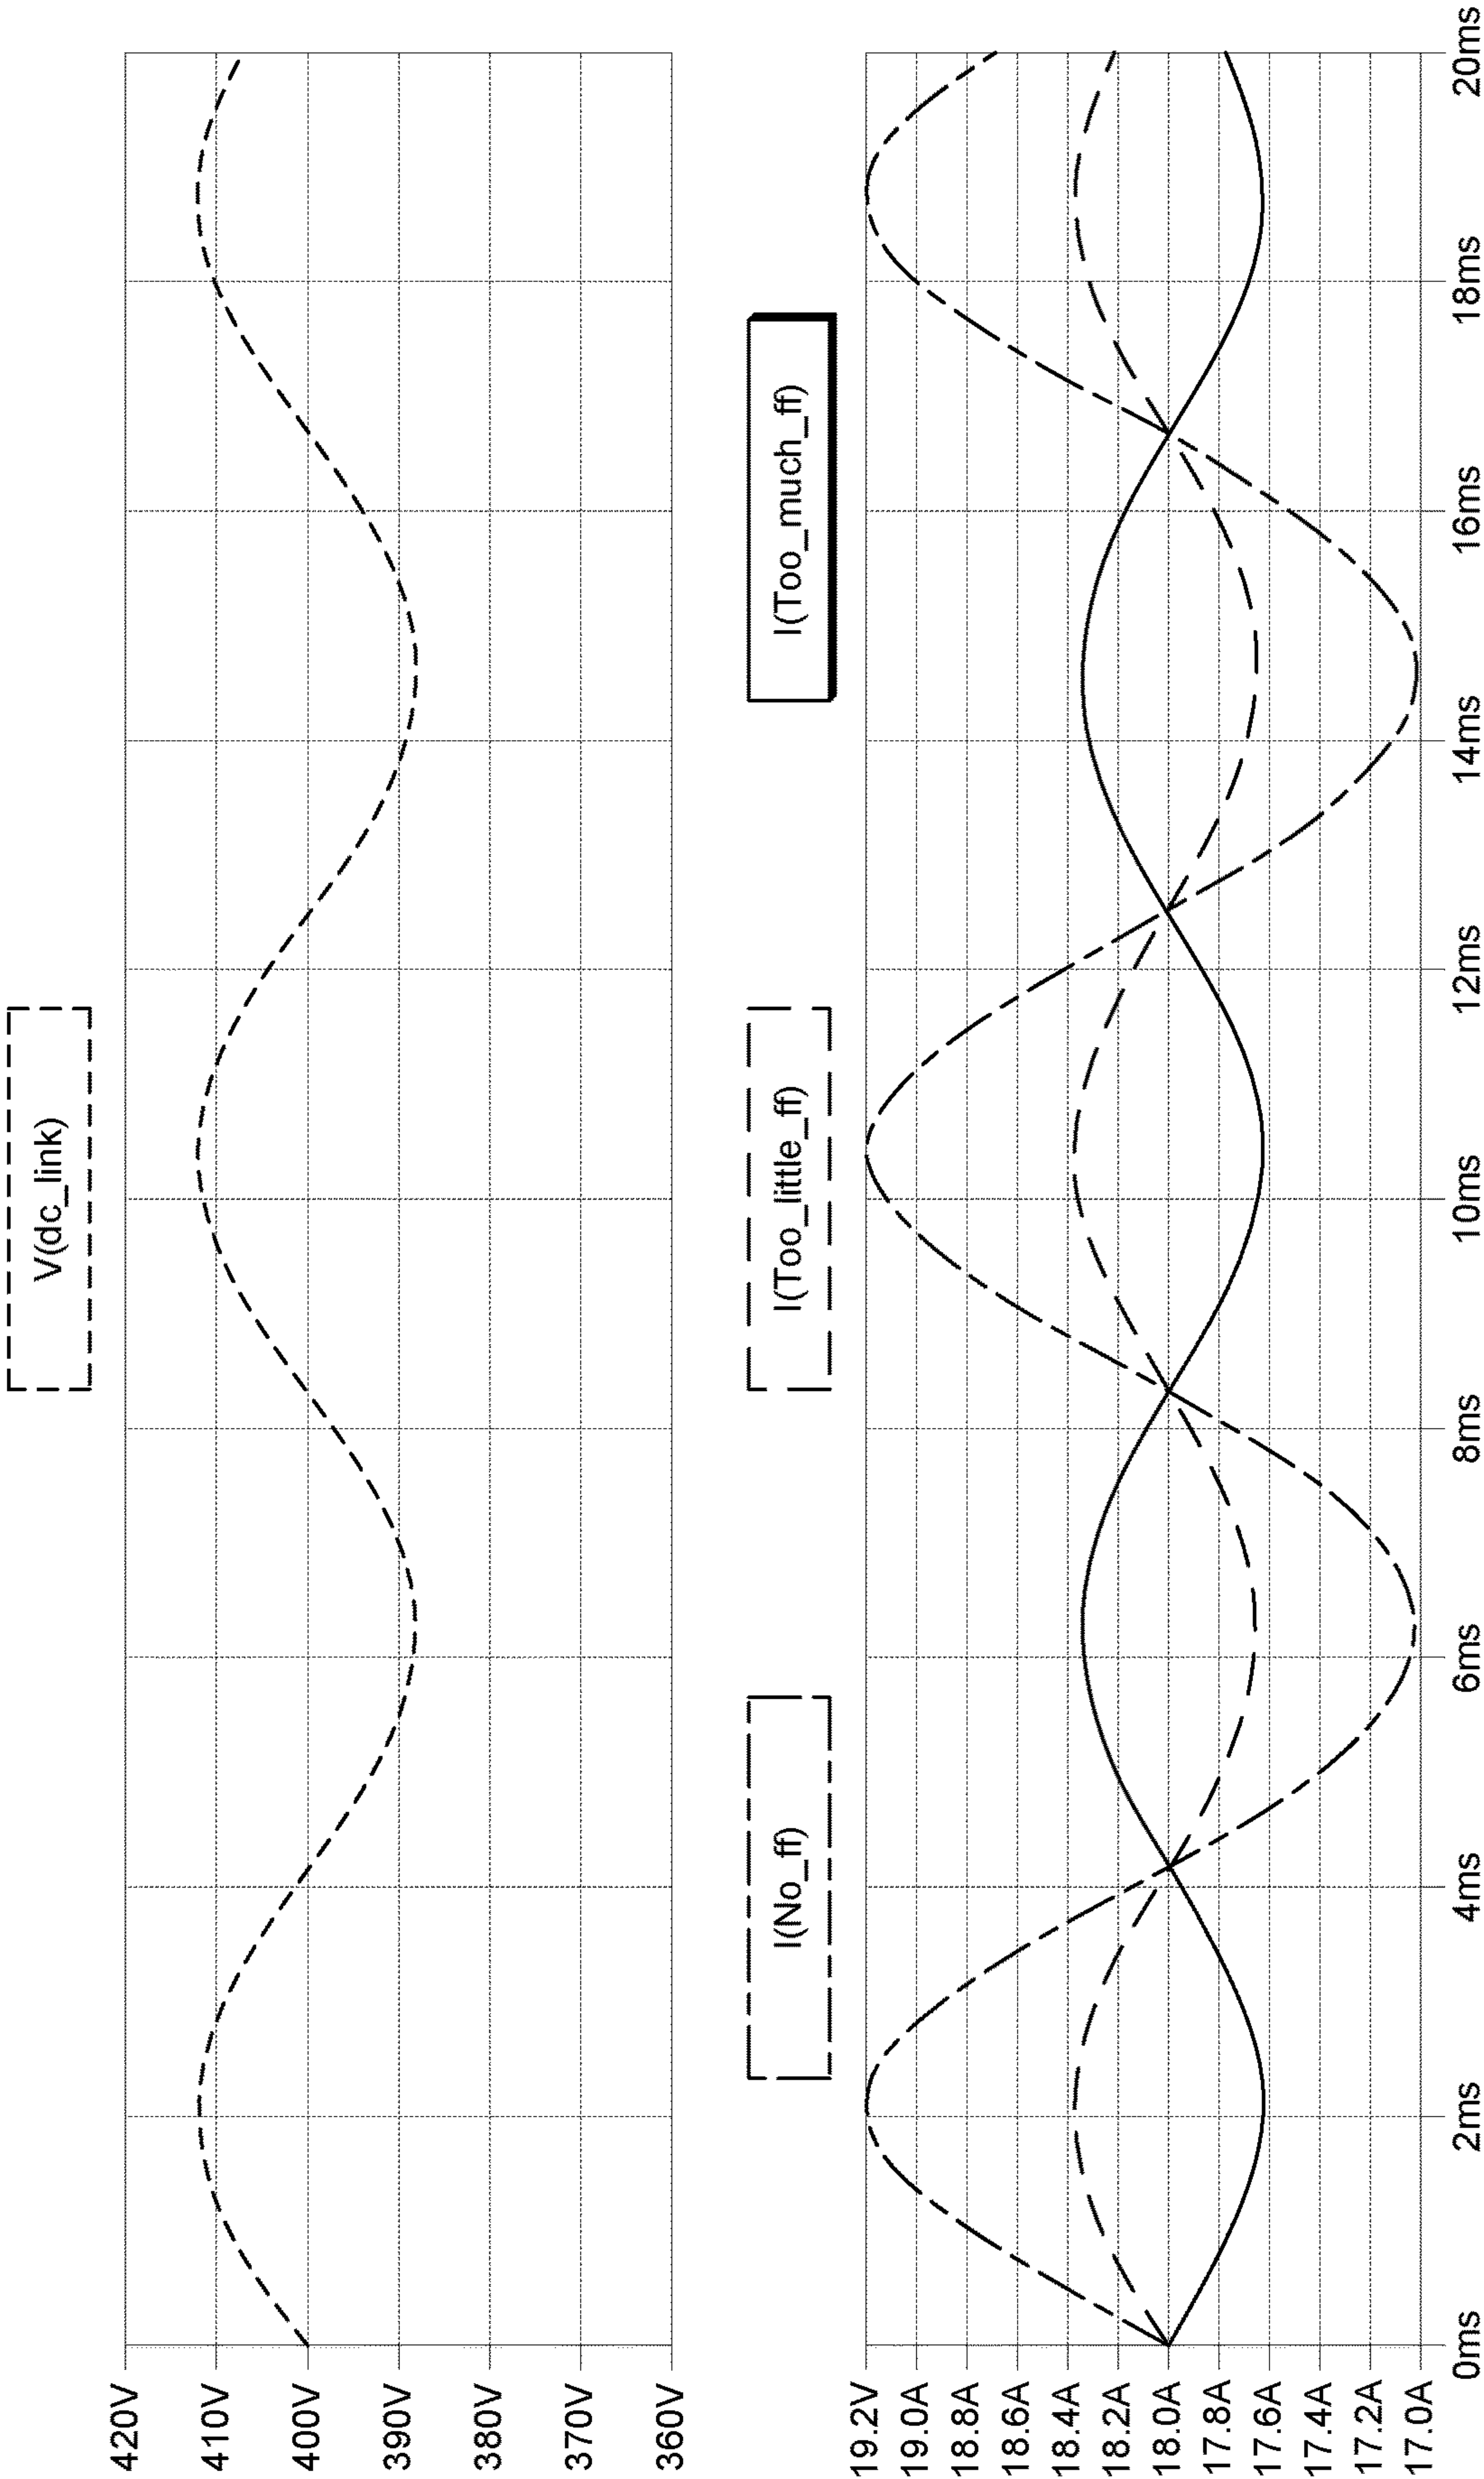 V(dc_link)
420V
410V
400V
390V
380V
370V
360V
I(No_ff)
I(Too_little_ff)
I(Too_much_ff)
19.2V
19.0A
18.8A
18.6A
18.4A
18.2A
18.0A
17.8A
17.6A
17.4A
17.2A
17.0A
0ms
2ms
4ms
6ms
8ms
10ms
12ms
14ms
16ms
18ms
20ms